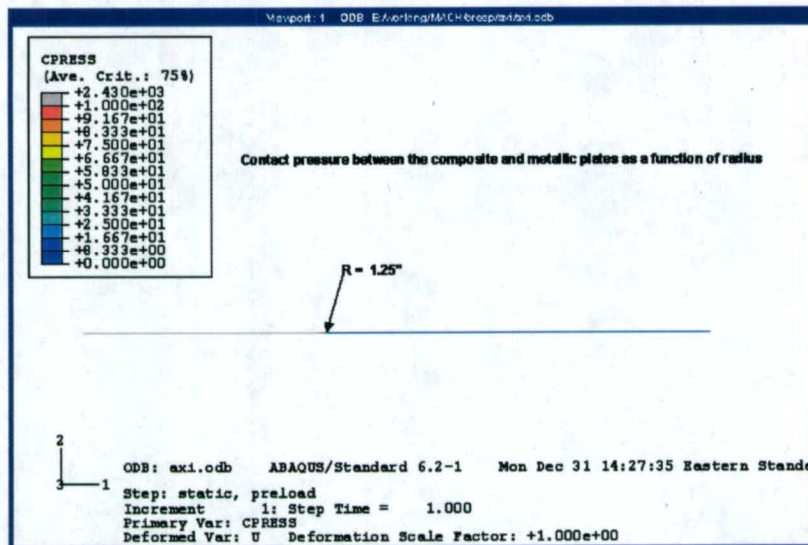 Viewport: 1 ODB: E:/working/MACH/bresp/axi/axi.odb
CPRESS
(Ave. Crit.: 75%)
+2.430e+03
+1.000e+02
+9.167e+01
+8.333e+01
+7.500e+01
+6.667e+01
+5.833e+01
+5.000e+01
+4.167e+01
+3.333e+01
+2.500e+01
+1.667e+01
+8.333e+00
+0.000e+00
Contact pressure between the composite and metallic plates as a function of radius
R = 1.25"
2
3 1
ODB: axi.odb ABAQUS/Standard 6.2-1 Mon Dec 31 14:27:35 Eastern Stand
Step: static, preload
Increment 1: Step Time = 1.000
Primary Var: CPRESS
Deformed Var: U Deformation Scale Factor: +1.000e+00